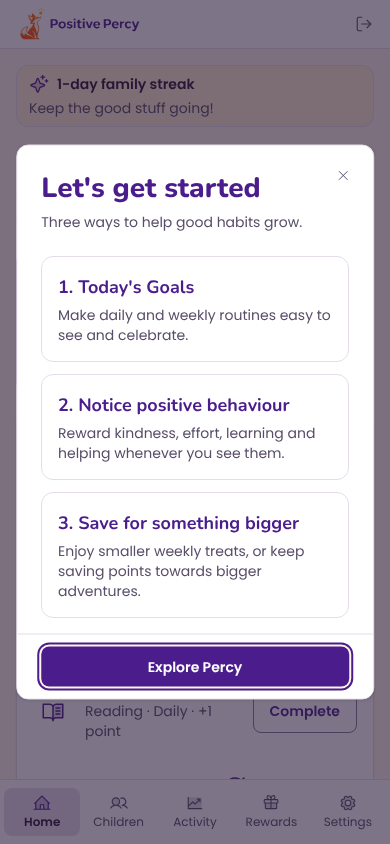 Positive Percy
1-day family streak
Keep the good stuff going!
Let's get started
Three ways to help good habits grow.
1. Today's Goals
Make daily and weekly routines easy to
see and celebrate.
2. Notice positive behaviour
Reward kindness, effort, learning and
helping whenever you see them.
3. Save for something bigger
Enjoy smaller weekly treats, or keep
saving points towards bigger
adventures.
Explore Percy
Reading · Daily · +1
point
Complete
Home
Children
Activity
Rewards
Settings